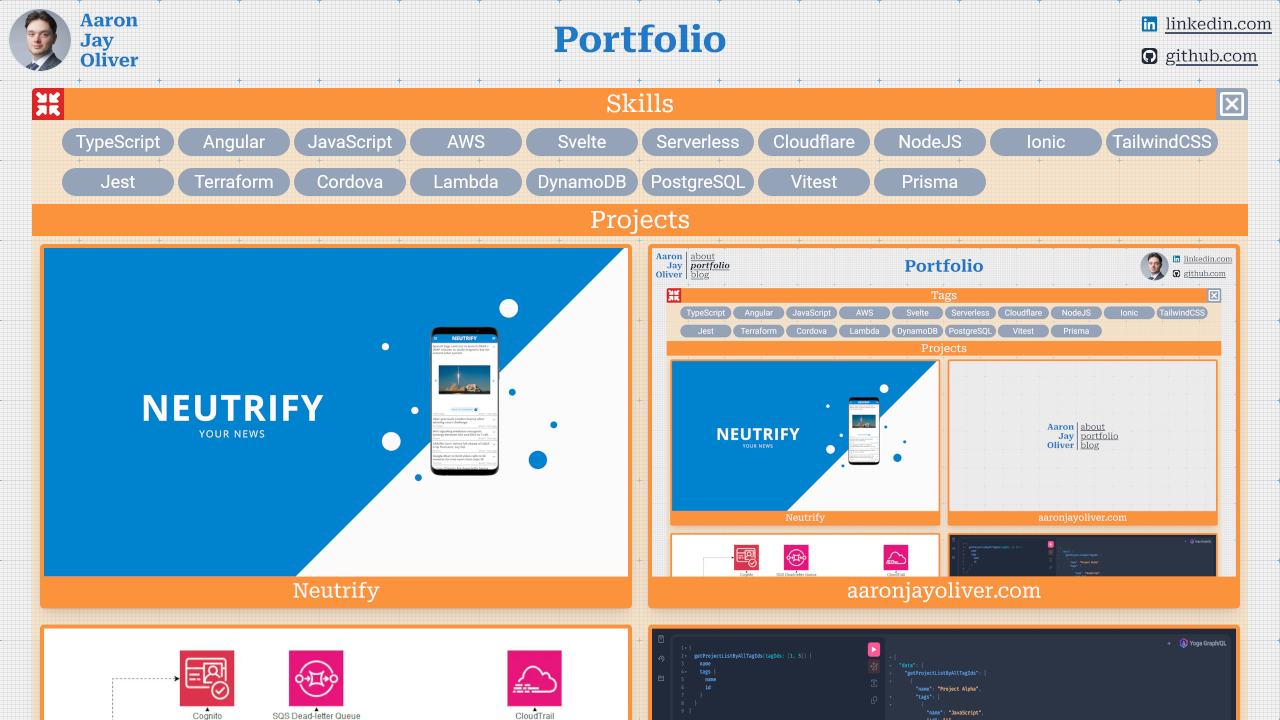 Aaron
Jay
Oliver
Portfolio
linkedin.com
github.com
Skills
TypeScript Angular JavaScript AWS Svelte Serverless Cloudflare NodeJS Ionic TailwindCSS
Jest Terraform Cordova Lambda DynamoDB PostgreSQL Vitest Prisma
Projects
NEUTRIFY
YOUR NEWS
NEUTRIFY
Neutrify
Aaron
Jay
Oliver
about
portfolio
blog
Portfolio
linkedin.com
github.com
Tags
TypeScript Angular JavaScript AWS Svelte Serverless Cloudflare NodeJS Ionic TailwindCSS
Jest Terraform Cordova Lambda DynamoDB PostgreSQL Vitest Prisma
Projects
NEUTRIFY
YOUR NEWS
Neutrify
Aaron
Jay
Oliver
about
portfolio
blog
aaronjayoliver.com
Cognito SQS Dead-letter Queue CloudTrail
aaronjayoliver.com
Cognito SQS Dead-letter Queue CloudTrail
getProjectListByAllTagIds(tagIds: [1, 5]) {
name
tags {
name
id
}
}
}
Yoga GraphiQL
{
"data": {
"getProjectListByAllTagIds": [
{
"name": "Project Alpha",
"tags": [
{
"name": "JavaScript",